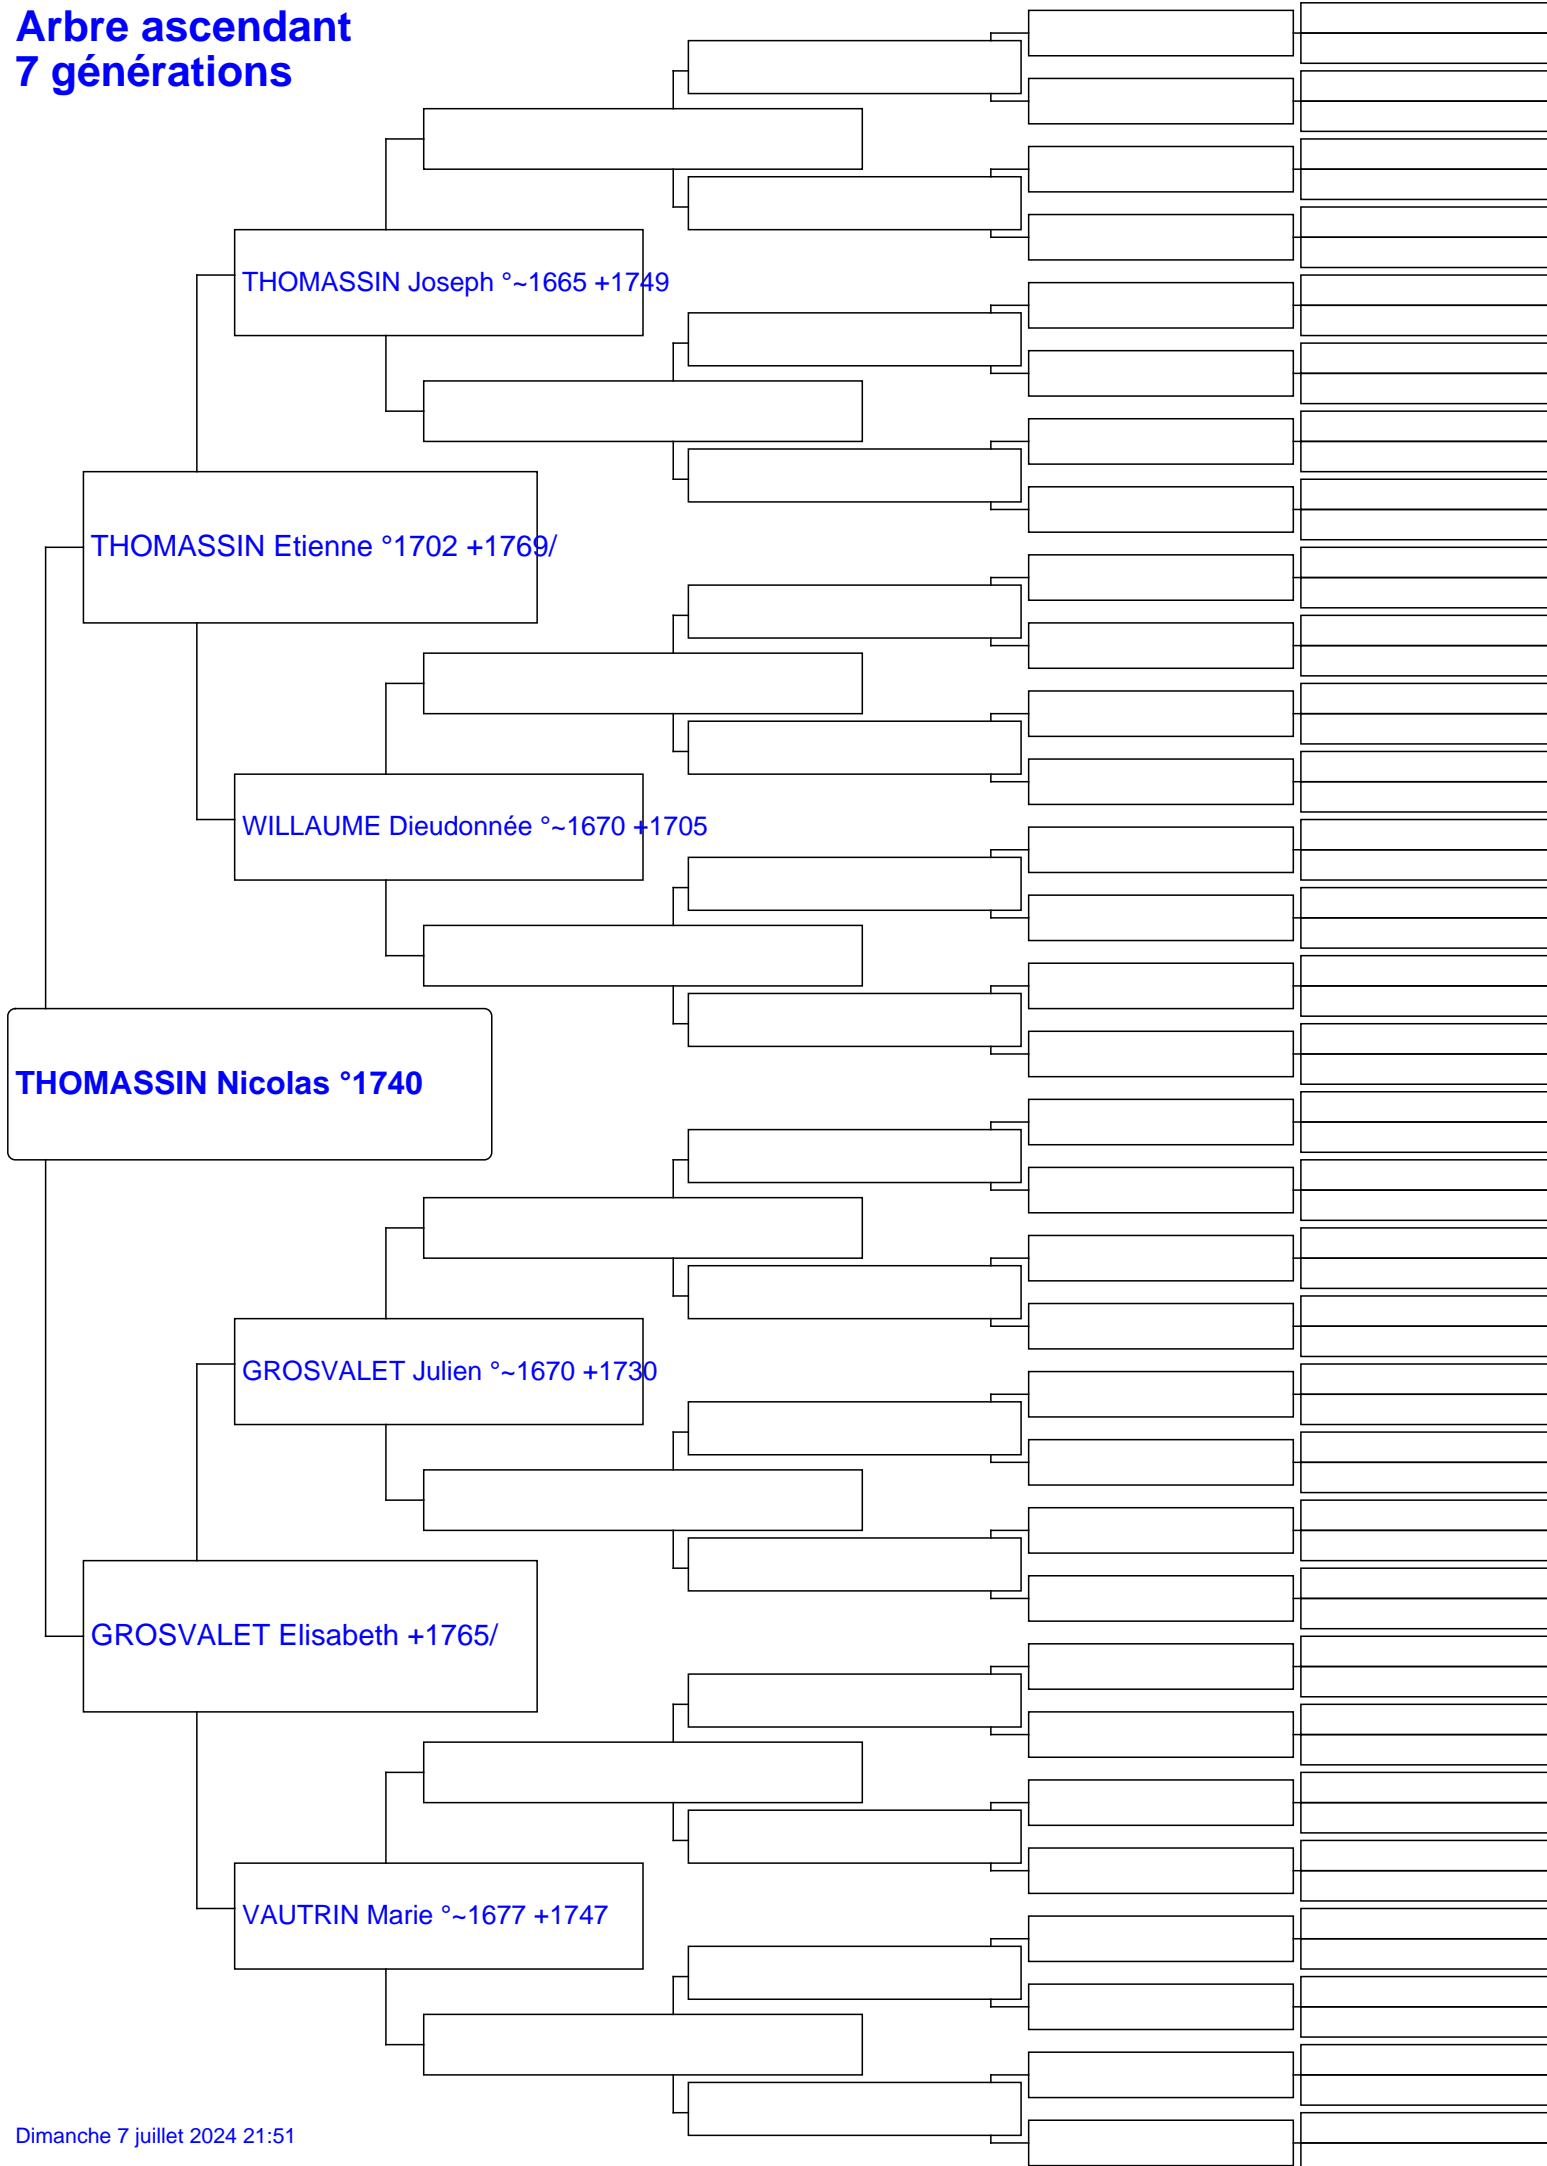 Arbre ascendant
7 générations
THOMASSIN Joseph °~1665 +1749
THOMASSIN Etienne °1702 +1769/
WILLAUME Dieudonnée °~1670 +1705
THOMASSIN Nicolas °1740
GROSVALET Julien °~1670 +1730
GROSVALET Elisabeth +1765/
VAUTRIN Marie °~1677 +1747
Dimanche 7 juillet 2024 21:51